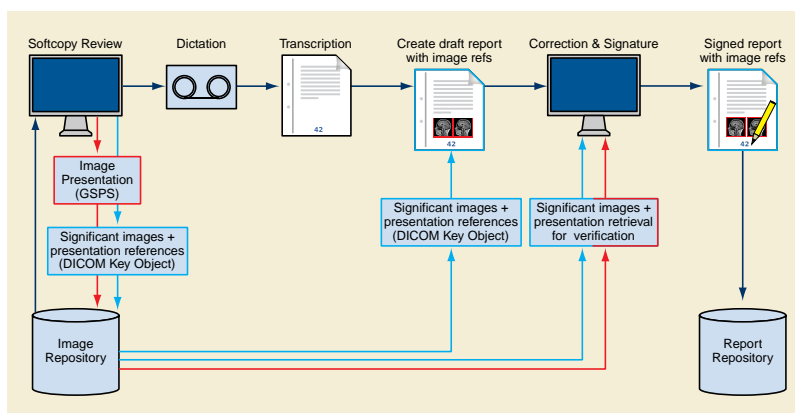 Softcopy Review
Dictation
Transcription
Create draft report
with image refs
Correction & Signature
Signed report
with image refs
42
42
42
Image
Presentation
(GSPS)
Significant images +
presentation references
(DICOM Key Object)
Significant images +
presentation references
(DICOM Key Object)
Significant images +
presentation retrieval
for verification
Image
Repository
Report
Repository